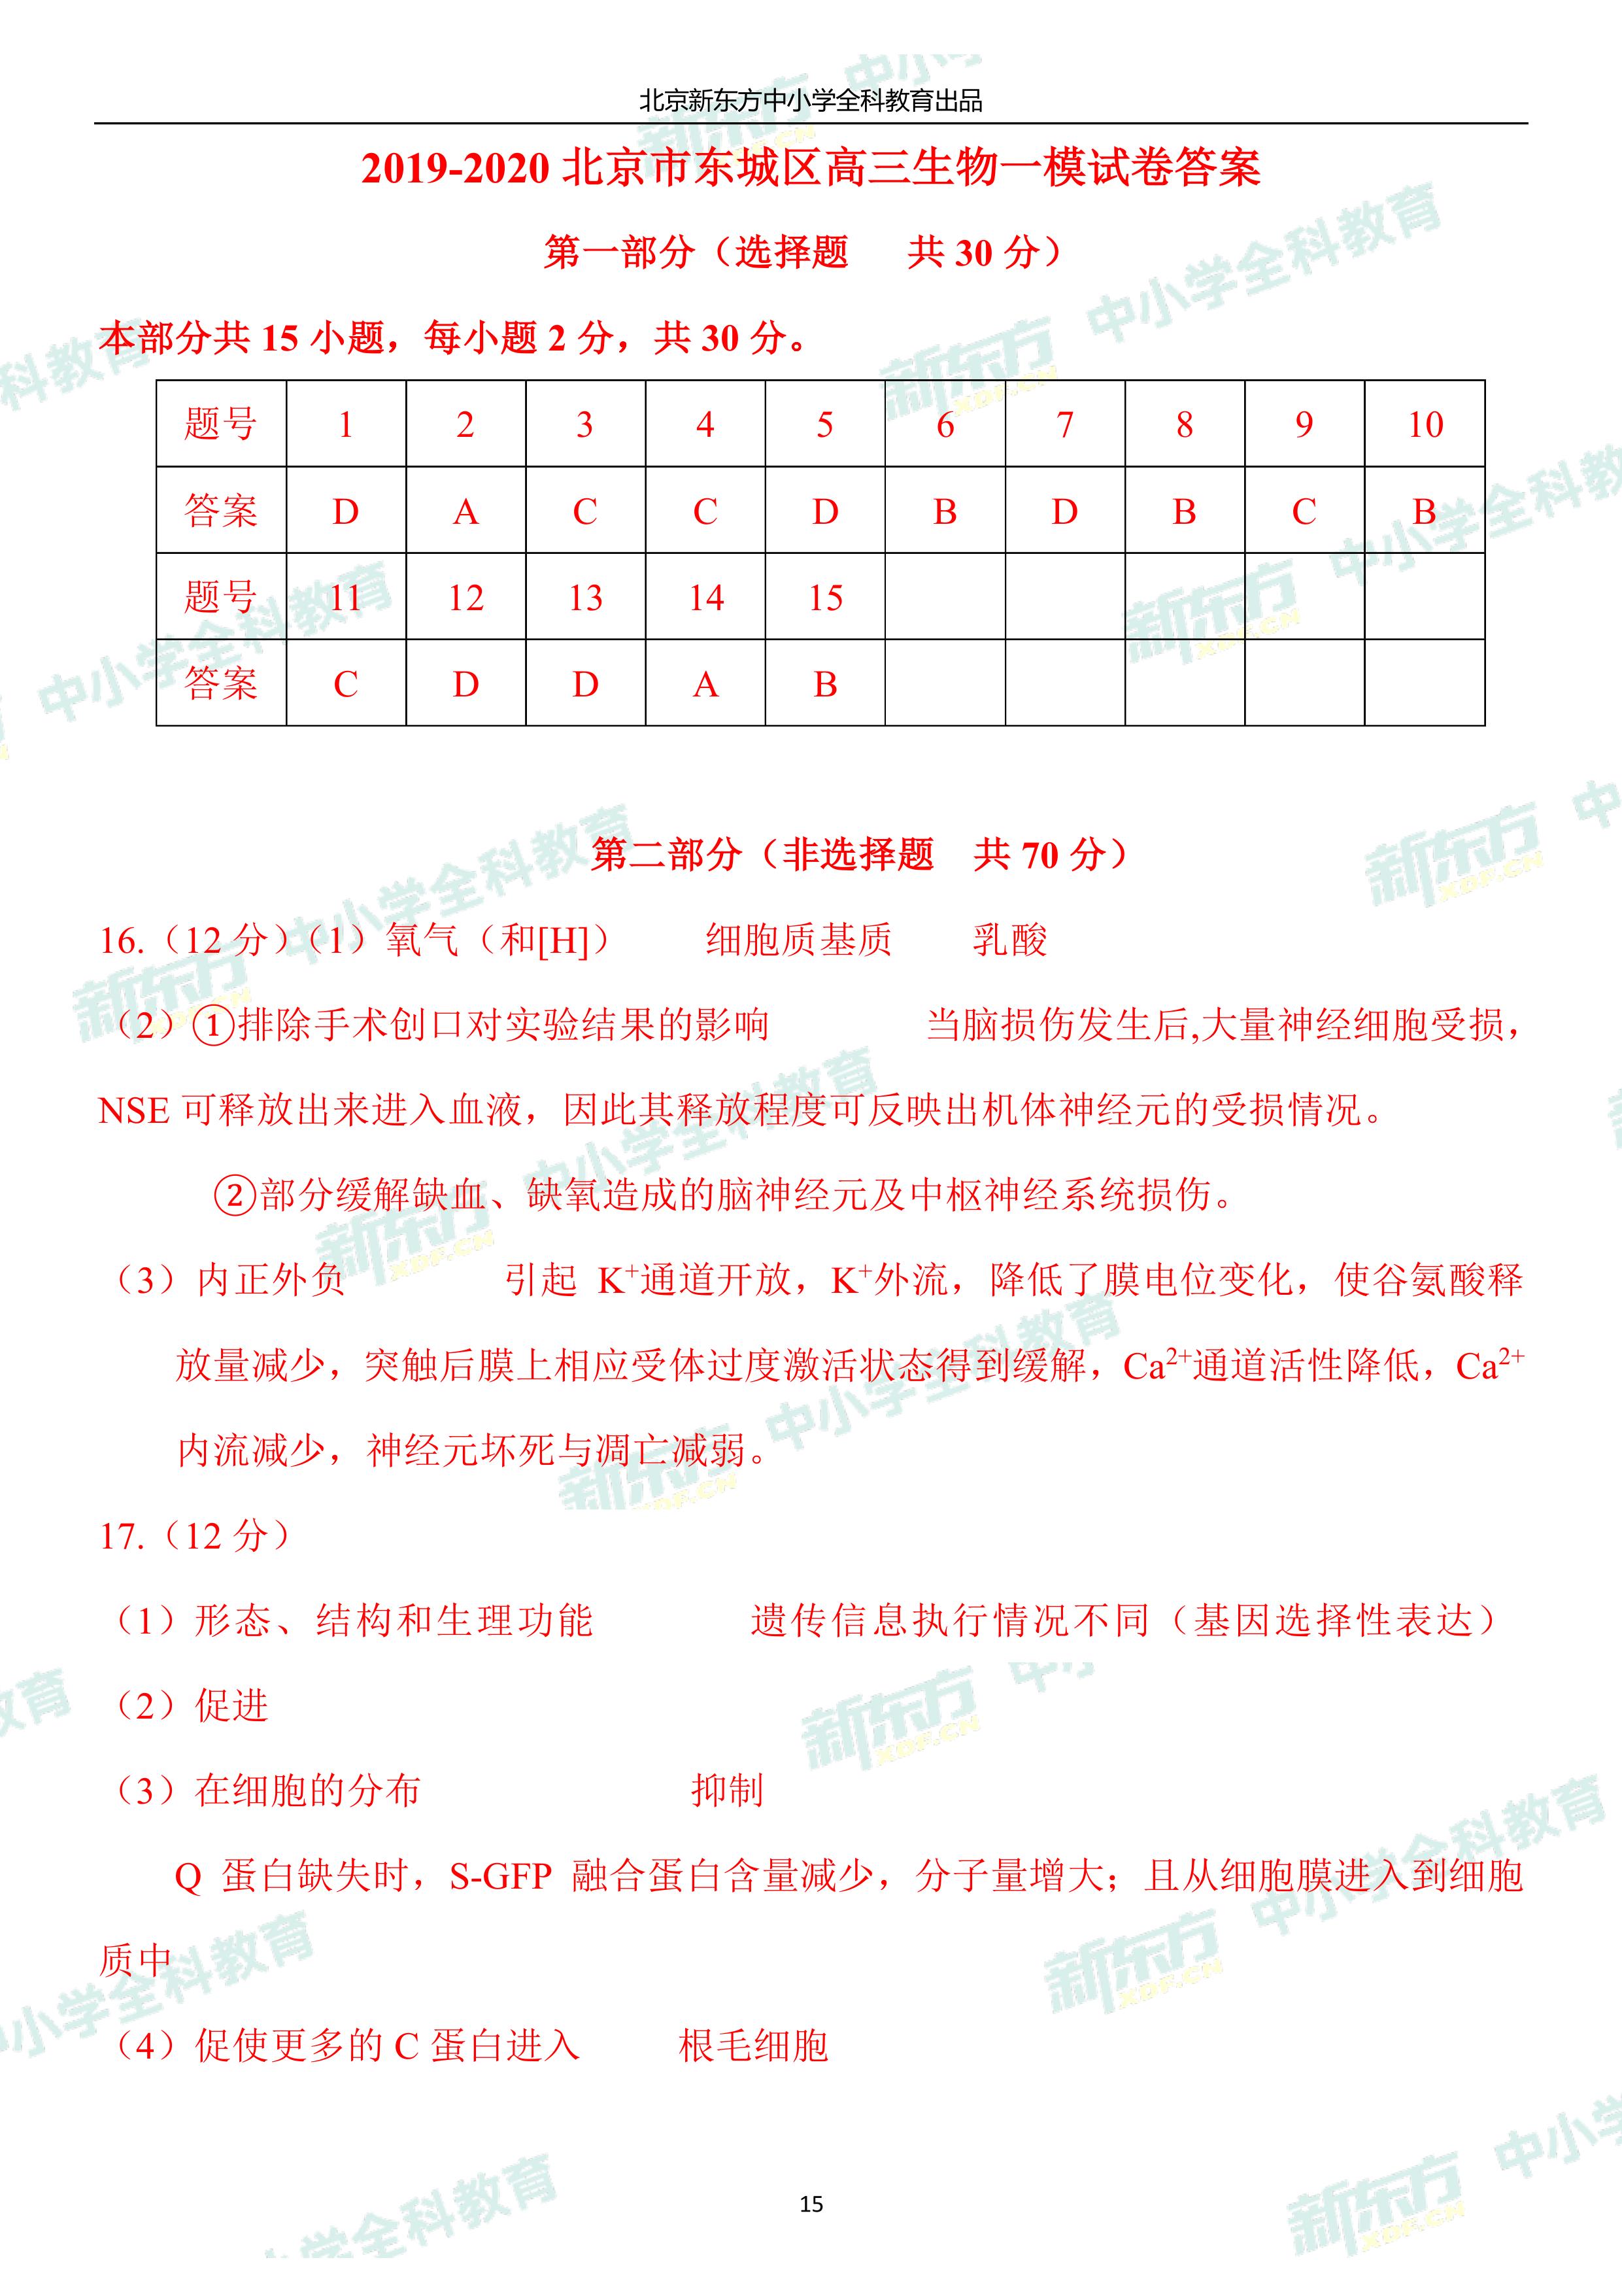 北京新东方中小学全科教育出品
2019-2020 北京市东城区高三生物一模试卷答案
第一部分（选择题 共 30 分）
本部分共 15 小题，每小题 2 分，共 30 分。
题号 1 2 3 4 5 6 7 8 9 10
答案 D A C C D B D B C B
题号 11 12 13 14 15
答案 C D D A B
第二部分（非选择题 共 70 分）
16.（12 分）（1）氧气（和[H]） 细胞质基质 乳酸
（2）①排除手术创口对实验结果的影响 当脑损伤发生后,大量神经细胞受损，
NSE 可释放出来进入血液，因此其释放程度可反映出机体神经元的受损情况。
②部分缓解缺血、缺氧造成的脑神经元及中枢神经系统损伤。
（3）内正外负 引起 K⁺通道开放，K⁺外流，降低了膜电位变化，使谷氨酸释
放量减少，突触后膜上相应受体过度激活状态得到缓解，Ca²⁺通道活性降低，Ca²⁺
内流减少，神经元坏死与凋亡减弱。
17.（12 分）
（1）形态、结构和生理功能 遗传信息执行情况不同（基因选择性表达）
（2）促进
（3）在细胞的分布 抑制
Q 蛋白缺失时，S-GFP 融合蛋白含量减少，分子量增大；且从细胞膜进入到细胞
质中
（4）促使更多的 C 蛋白进入 根毛细胞
15
新东方 XDF.CN 中小学全科教育